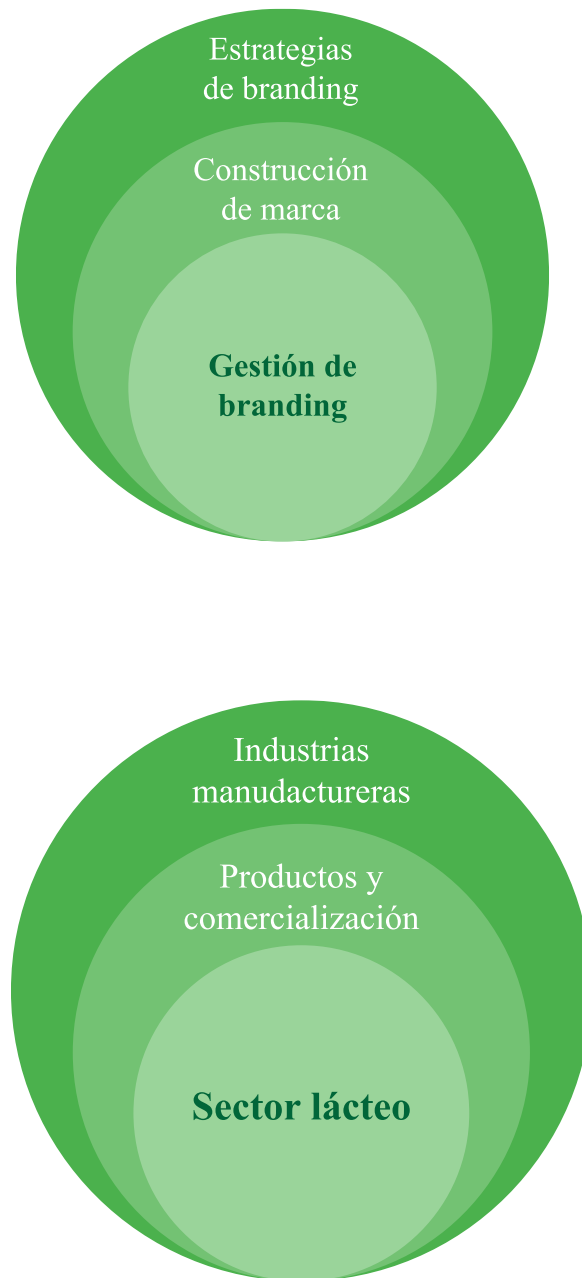 Estrategias
de branding
Construcción
de marca
Gestión de
branding
Industrias
manudactureras
Productos y
comercialización
Sector lácteo